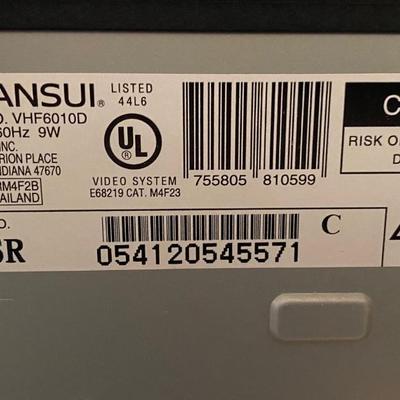 ANSUI®
O. VHF6010D
60Hz 9W
INC.
RION PLACE
NDIANA 47670
RM4F2B
AILAND
LISTED
44L6
UL
®
VIDEO SYSTEM
E68219 CAT. M4F23
755805 810599
C
RISK O
D
O.
SR
054120545571
C